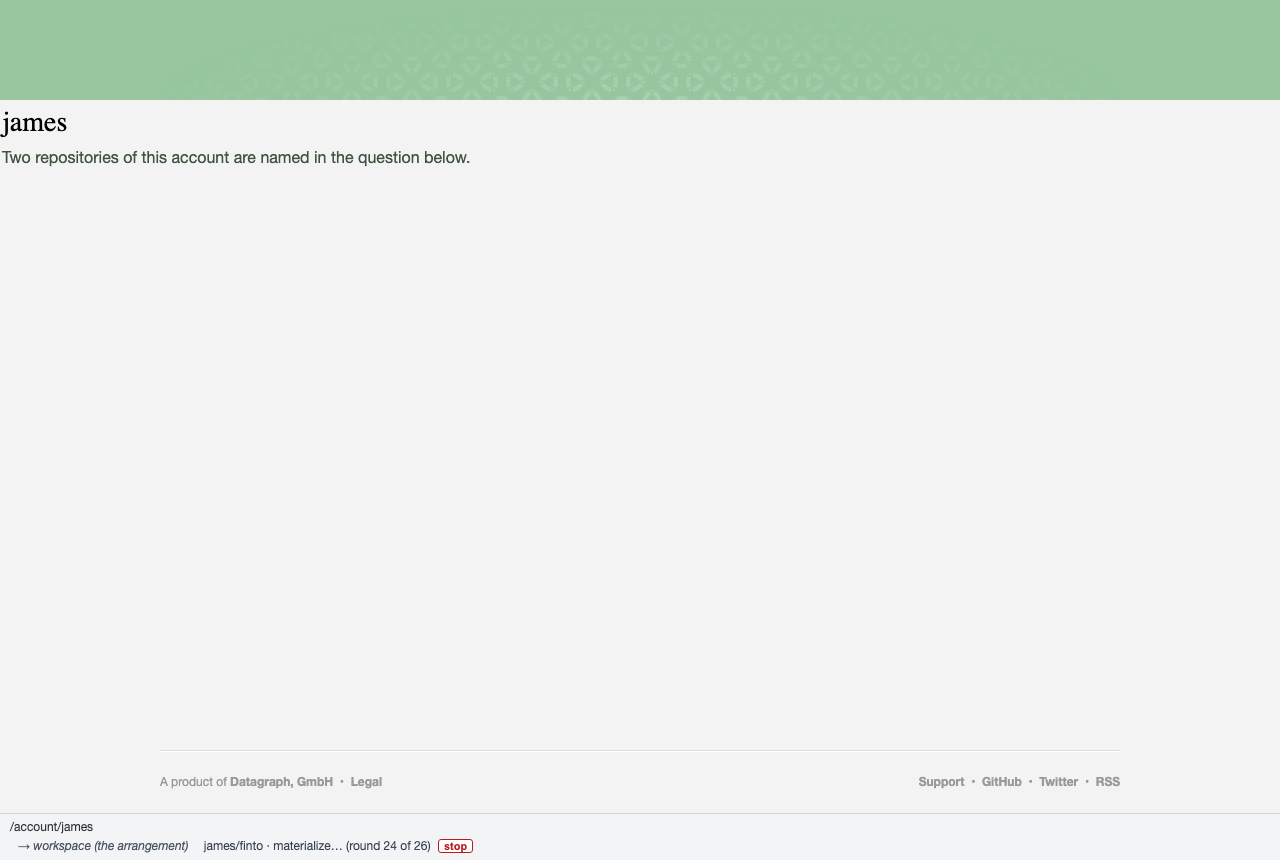 james
Two repositories of this account are named in the question below.
A product of Datagraph, GmbH • Legal
Support • GitHub • Twitter • RSS
/account/james
→ workspace (the arrangement) james/finto · materialize… (round 24 of 26) stop